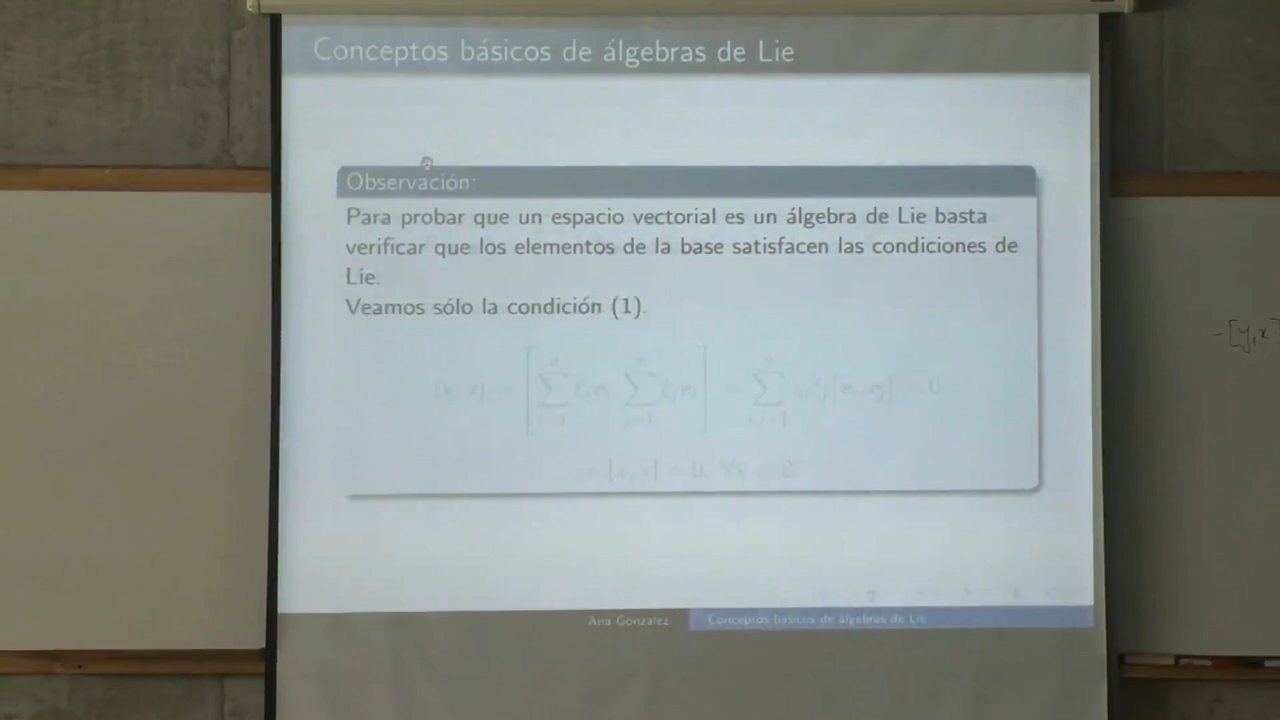 Conceptos básicos de álgebras de Lie
Observación:
Para probar que un espacio vectorial es un álgebra de Lie basta
verificar que los elementos de la base satisfacen las condiciones de
Lie.
Veamos sólo la condición (1).
-[y,x]
Ana González
Conceptos básicos de álgebras de Lie